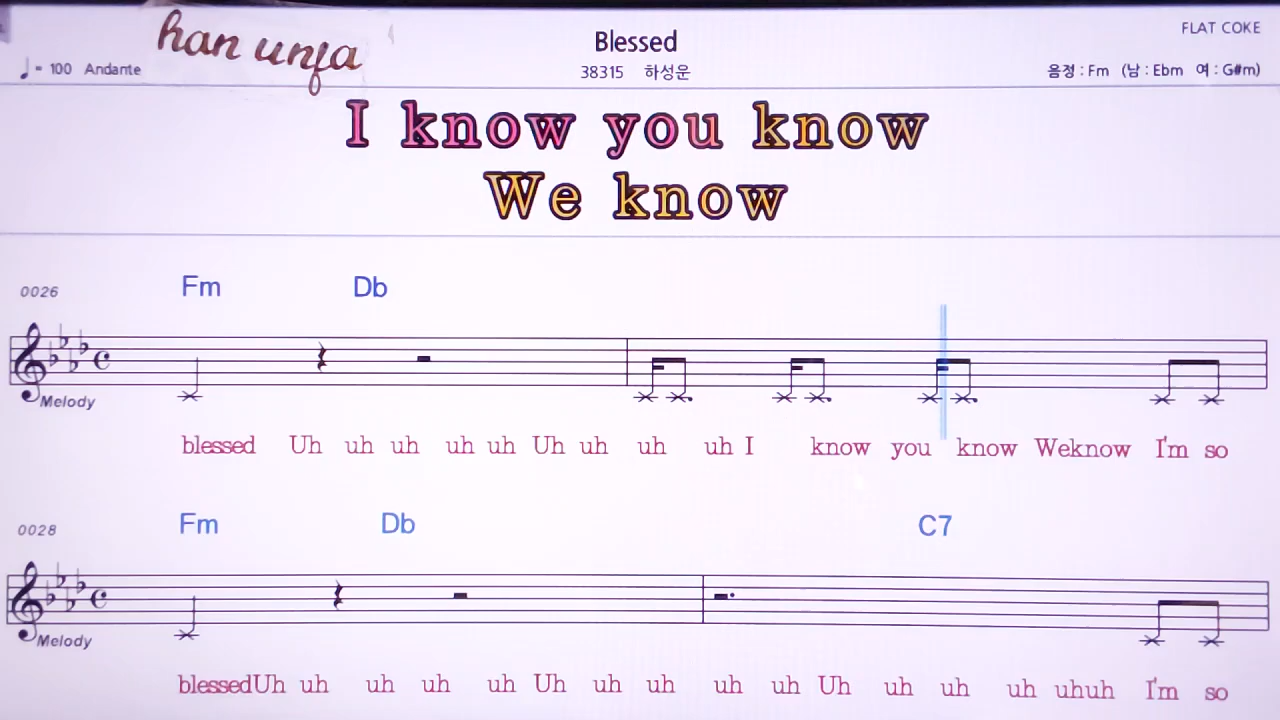 han unja
Blessed
FLAT COKE
38315 하성운
♩= 100 Andante
음정 : Fm (남 : Ebm 여 : G#m)
I know you know
We know
0026 Fm Db
Melody
blessed Uh uh uh uh uh Uh uh uh uh I know you know Weknow I'm so
0028 Fm Db C7
Melody
blessedUh uh uh uh uh Uh uh uh uh uh Uh uh uh uh uhuh I'm so